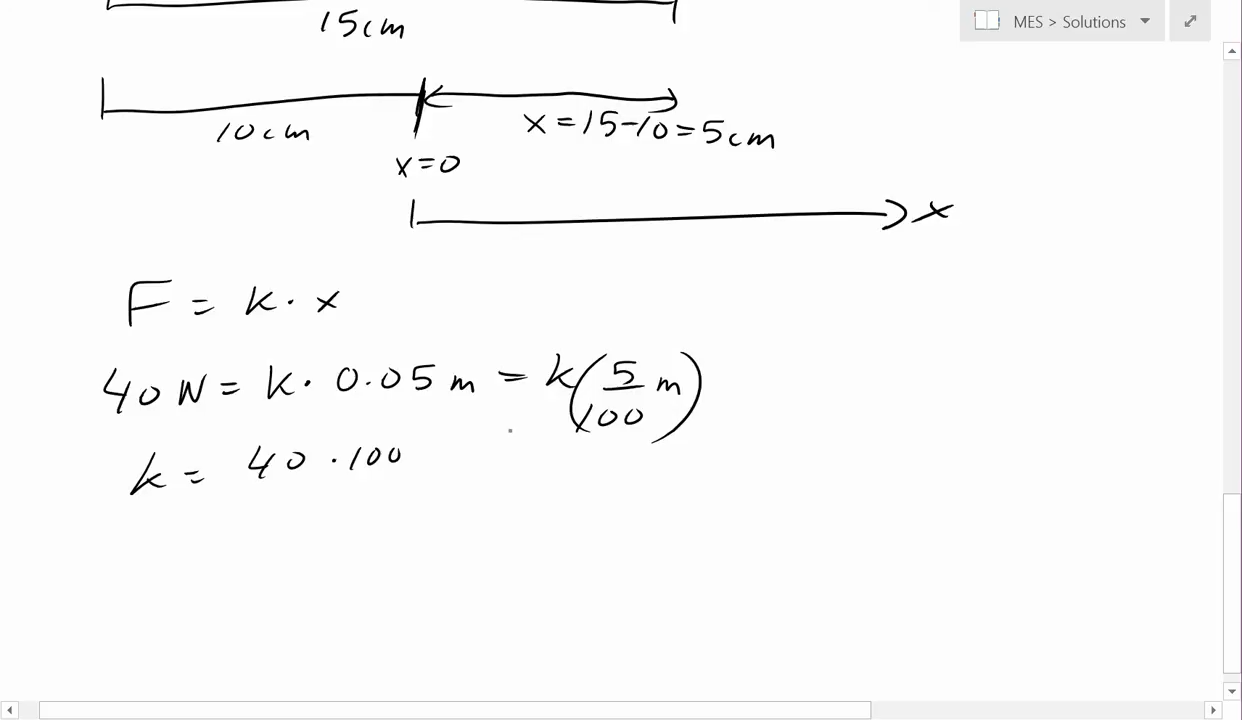 15cm
MES > Solutions
10cm
x = 15-10 = 5cm
x = 0
x
F = k · x
40 N = k · 0.05 m = k(5/100 m)
k = 40 · 100